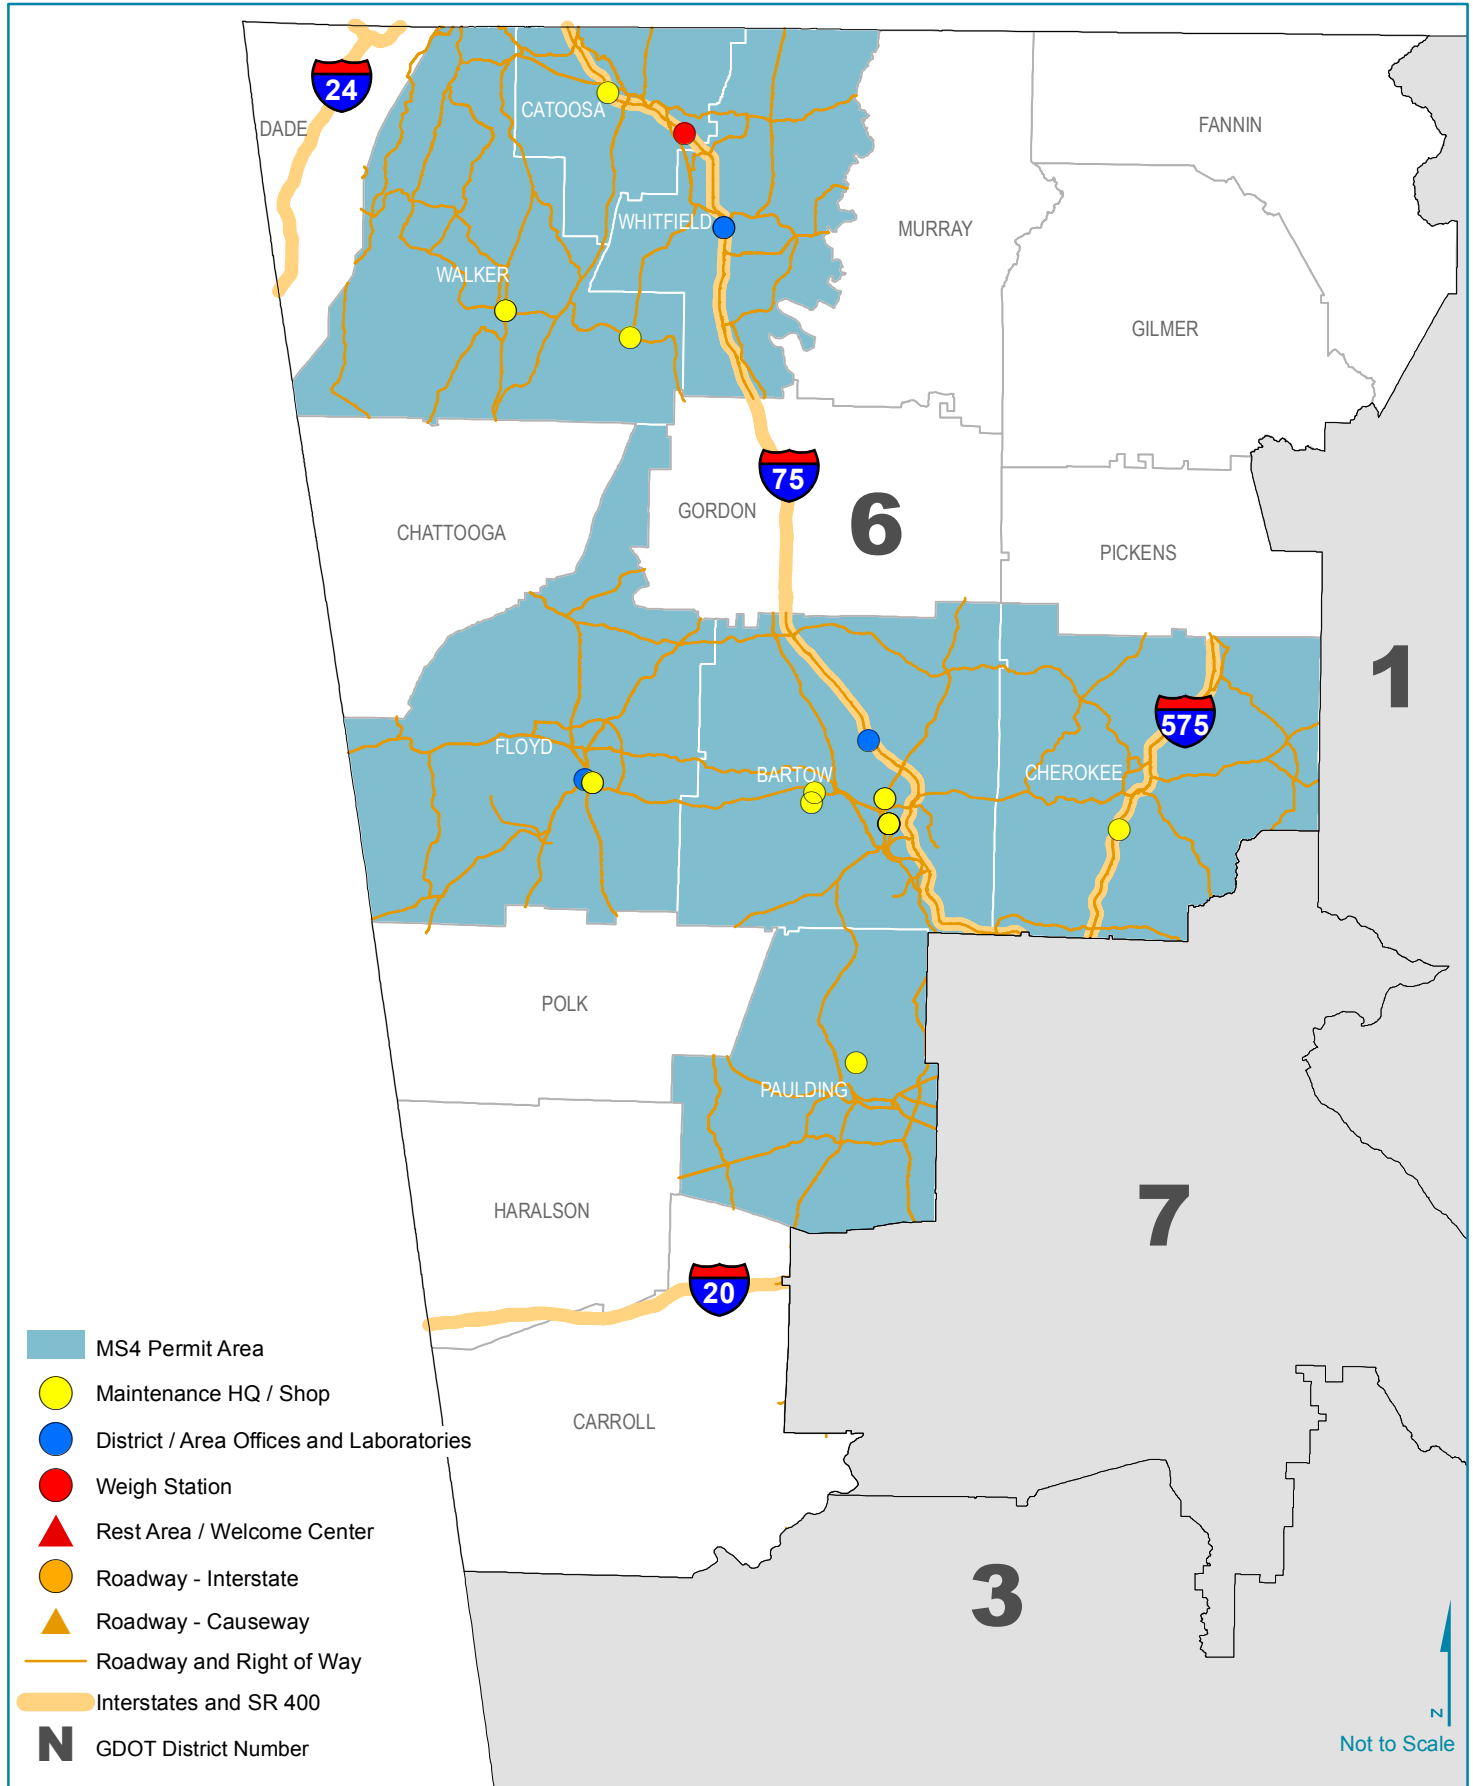 24
DADE
CATOOSA
FANNIN
WHITFIELD
MURRAY
WALKER
GILMER
75
GORDON
6
CHATTOOGA
PICKENS
1
575
FLOYD
BARTOW
CHEROKEE
POLK
PAULDING
7
HARALSON
20
CARROLL
3
MS4 Permit Area
Maintenance HQ / Shop
District / Area Offices and Laboratories
Weigh Station
Rest Area / Welcome Center
Roadway - Interstate
Roadway - Causeway
Roadway and Right of Way
Interstates and SR 400
N GDOT District Number
N
Not to Scale